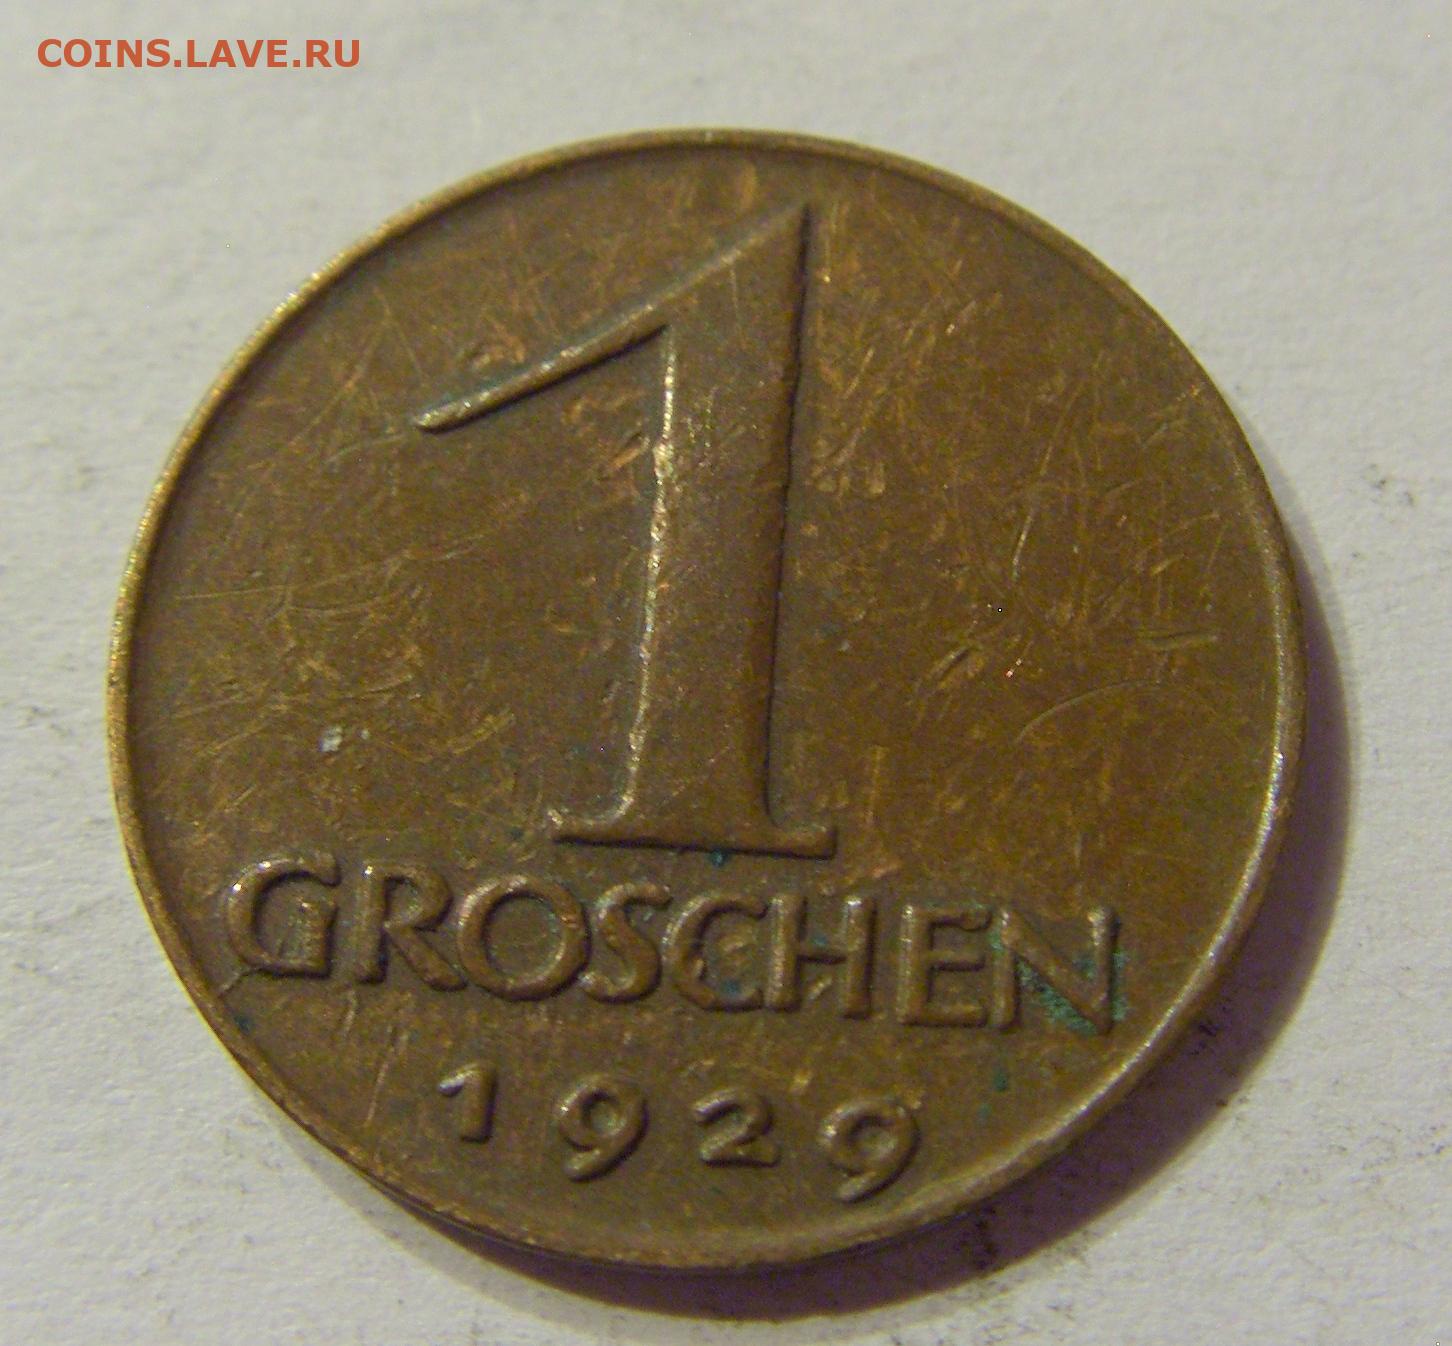 COINS.LAVE.RU
1
GROSCHEN
1929